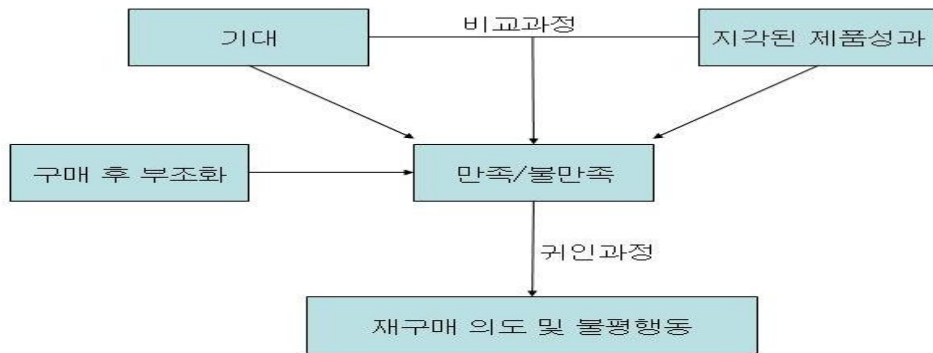 기대
비교과정
지각된 제품성과
구매 후 부조화
만족/불만족
귀인과정
재구매 의도 및 불평행동